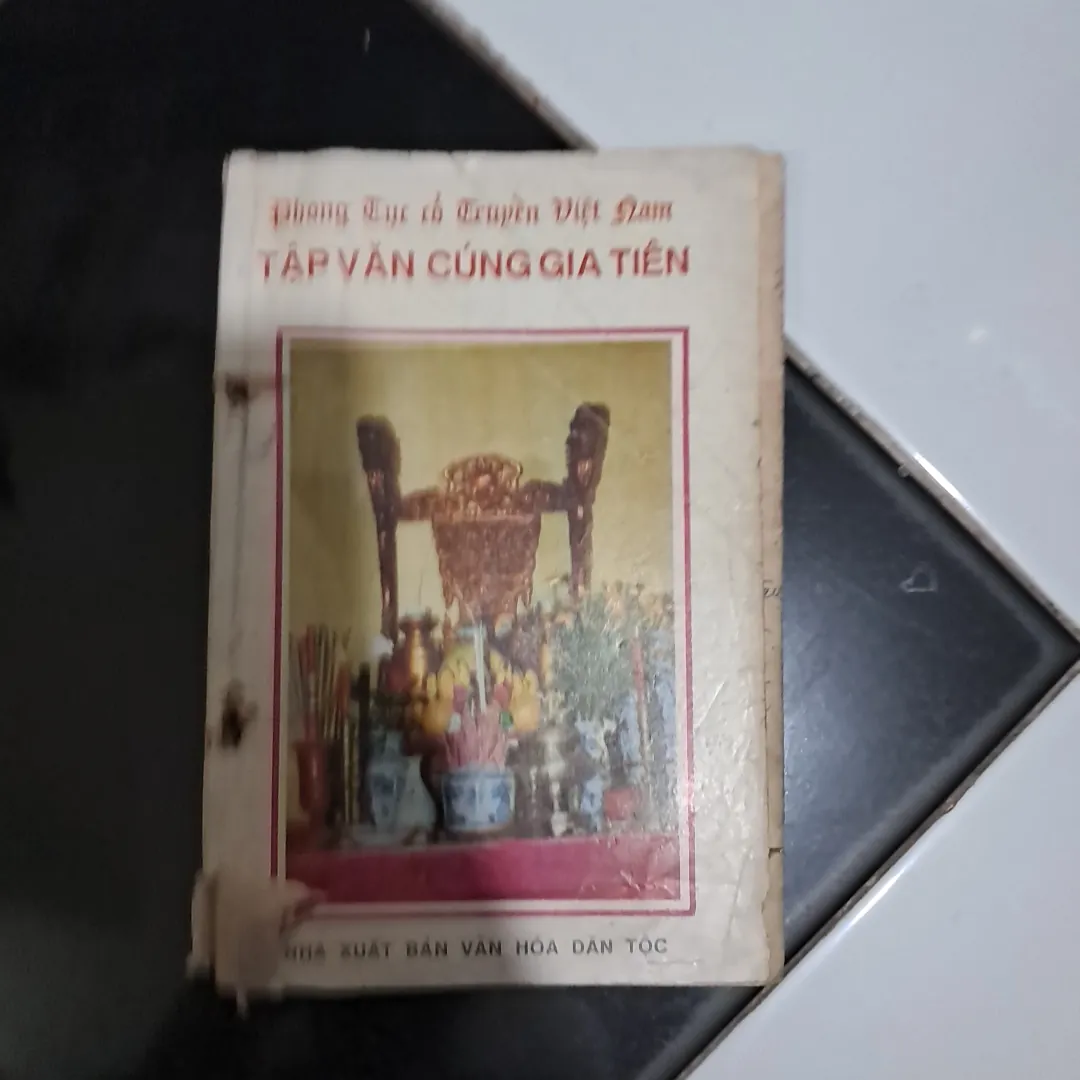 Phong Tục cổ Truyền Việt Nam
TẬP VĂN CÚNG GIA TIÊN
NHÀ XUẤT BẢN VĂN HÓA DÂN TỘC